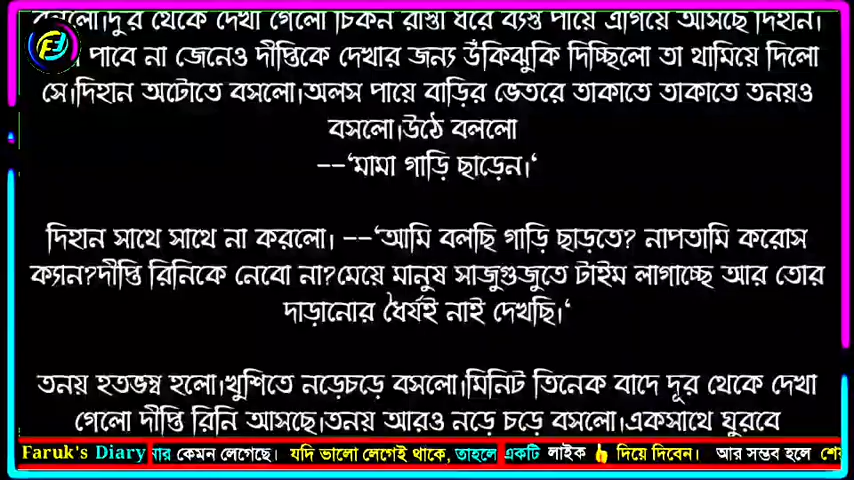 দুর থেকে দেখা গেলো চিকন রাস্তা ধরে ব্যস্ত পায়ে এগিয়ে আসছে দিহান।
পাবে না জেনেও দীপ্তিকে দেখার জন্য উঁকিঝুকি দিচ্ছিলো তা থামিয়ে দিলো
সে।দিহান অটোতে বসলো।অলস পায়ে বাড়ির ভেতরে তাকাতে তাকাতে তনয়ও
বসলো।উঠে বললো
--‘মামা গাড়ি ছাড়েন।‘
দিহান সাথে সাথে না করলো। --‘আমি বলছি গাড়ি ছাড়তে? নাপতামি করোস
ক্যান?দীপ্তি রিনিকে নেবো না?মেয়ে মানুষ সাজুগুজুতে টাইম লাগাচ্ছে আর তোর
দাড়ানোর ধৈর্যই নাই দেখছি।‘
তনয় হতভম্ব হলো।খুশিতে নড়েচড়ে বসলো।মিনিট তিনেক বাদে দূর থেকে দেখা
গেলো দীপ্তি রিনি আসছে।তনয় আরও নড়ে চড়ে বসলো।একসাথে ঘুরবে
Faruk's Diary নার কেমন লেগেছে। যদি ভালো লেগেই থাকে, তাহলে একটি লাইক 👍 দিয়ে দিবেন। আর সম্ভব হলে